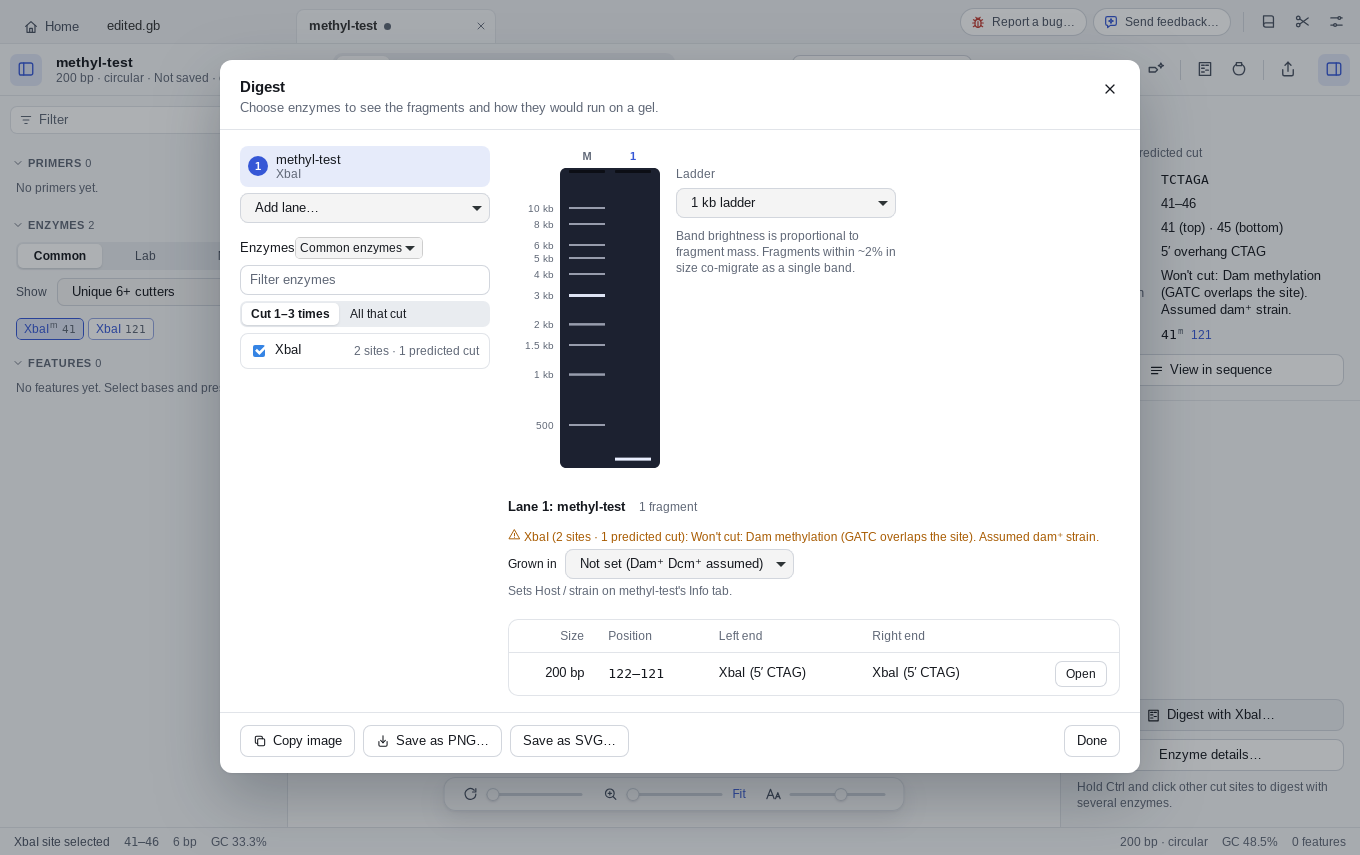 Home
edited.gb
methyl-test
Report a bug…
Send feedback…
methyl-test
200 bp · circular · Not saved ·
Filter
PRIMERS 0
No primers yet.
ENZYMES 2
Common
Lab
Show
Unique 6+ cutters
XbaIm 41
XbaI 121
FEATURES 0
No features yet. Select bases and pres
Digest
Choose enzymes to see the fragments and how they would run on a gel.
1
methyl-test
XbaI
Add lane…
Enzymes
Common enzymes
Filter enzymes
Cut 1–3 times
All that cut
XbaI
2 sites · 1 predicted cut
M
1
10 kb
8 kb
6 kb
5 kb
4 kb
3 kb
2 kb
1.5 kb
1 kb
500
Ladder
1 kb ladder
Band brightness is proportional to
fragment mass. Fragments within ~2% in
size co-migrate as a single band.
Lane 1: methyl-test
1 fragment
XbaI (2 sites · 1 predicted cut): Won't cut: Dam methylation (GATC overlaps the site). Assumed dam⁺ strain.
Grown in
Not set (Dam⁺ Dcm⁺ assumed)
Sets Host / strain on methyl-test's Info tab.
Size
Position
Left end
Right end
200 bp
122–121
XbaI (5′ CTAG)
XbaI (5′ CTAG)
Open
Copy image
Save as PNG…
Save as SVG…
Done
redicted cut
TCTAGA
41–46
41 (top) · 45 (bottom)
5′ overhang CTAG
Won't cut: Dam methylation
(GATC overlaps the site).
Assumed dam⁺ strain.
41m 121
View in sequence
Digest with XbaI…
Enzyme details…
Hold Ctrl and click other cut sites to digest with
several enzymes.
Fit
XbaI site selected
41–46
6 bp
GC 33.3%
200 bp · circular
GC 48.5%
0 features